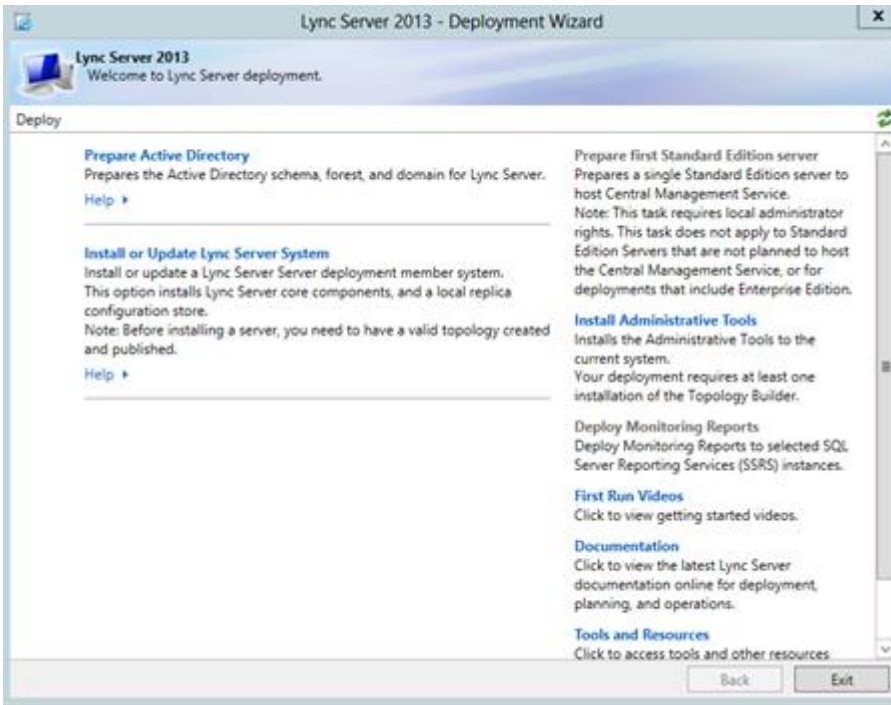 Lync Server 2013 - Deployment Wizard
x
Lync Server 2013
Welcome to Lync Server deployment.
Deploy
Prepare Active Directory
Prepares the Active Directory schema, forest, and domain for Lync Server.
Help
Install or Update Lync Server System
Install or update a Lync Server Server deployment member system.
This option installs Lync Server core components, and a local replica
configuration store.
Note: Before installing a server, you need to have a valid topology created
and published.
Help
Prepare first Standard Edition server
Prepares a single Standard Edition server to
host Central Management Service.
Note: This task requires local administrator
rights. This task does not apply to Standard
Edition Servers that are not planned to host
the Central Management Service, or for
deployments that include Enterprise Edition.
Install Administrative Tools
Installs the Administrative Tools to the
current system.
Your deployment requires at least one
installation of the Topology Builder.
Deploy Monitoring Reports
Deploy Monitoring Reports to selected SQL
Server Reporting Services (SSRS) instances.
First Run Videos
Click to view getting started videos.
Documentation
Click to view the latest Lync Server
documentation online for deployment,
planning, and operations.
Tools and Resources
Click to access tools and other resources
Back
Exit